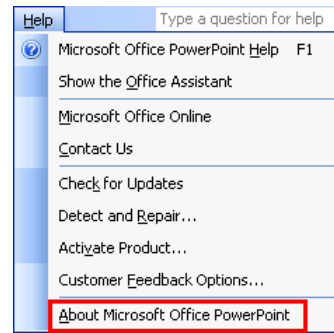 Help Type a question for help
Microsoft Office PowerPoint Help F1
Show the Office Assistant
Microsoft Office Online
Contact Us
Check for Updates
Detect and Repair...
Activate Product...
Customer Feedback Options...
About Microsoft Office PowerPoint